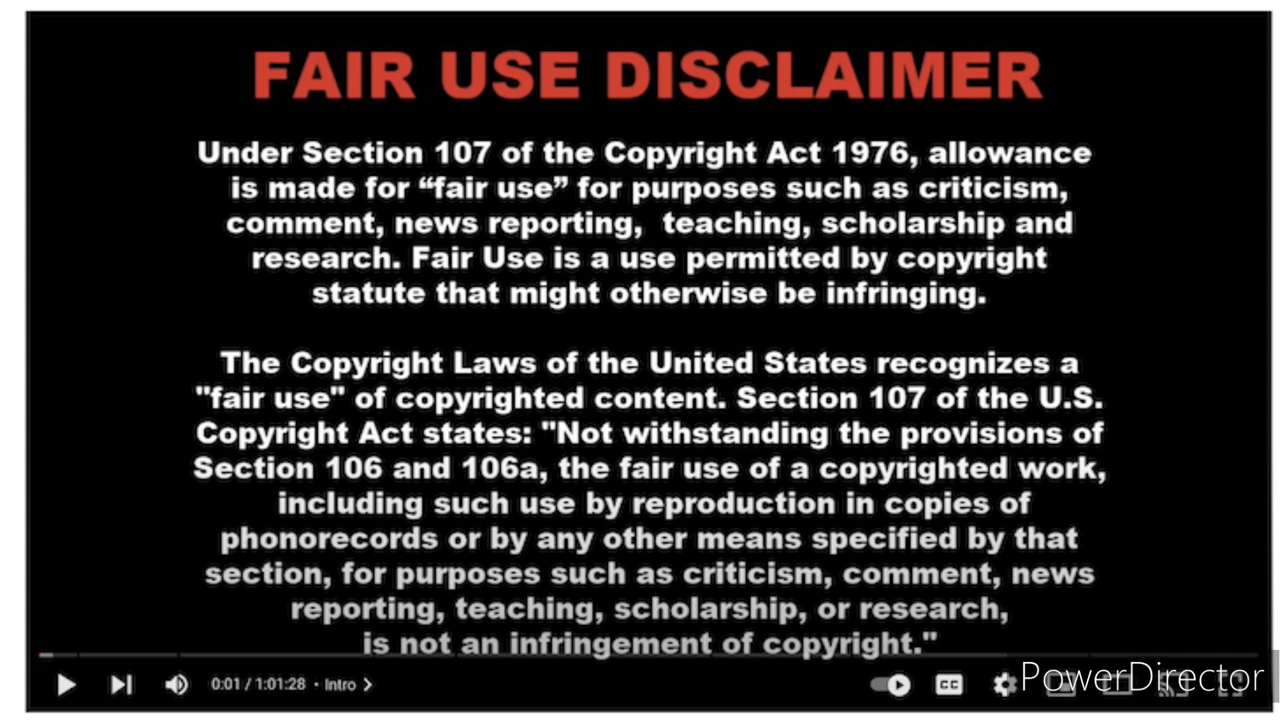 FAIR USE DISCLAIMER
Under Section 107 of the Copyright Act 1976, allowance
is made for “fair use” for purposes such as criticism,
comment, news reporting, teaching, scholarship and
research. Fair Use is a use permitted by copyright
statute that might otherwise be infringing.
The Copyright Laws of the United States recognizes a
"fair use" of copyrighted content. Section 107 of the U.S.
Copyright Act states: "Not withstanding the provisions of
Section 106 and 106a, the fair use of a copyrighted work,
including such use by reproduction in copies of
phonorecords or by any other means specified by that
section, for purposes such as criticism, comment, news
reporting, teaching, scholarship, or research,
is not an infringement of copyright."
0:01 / 1:01:28 • Intro
CC
PowerDirector